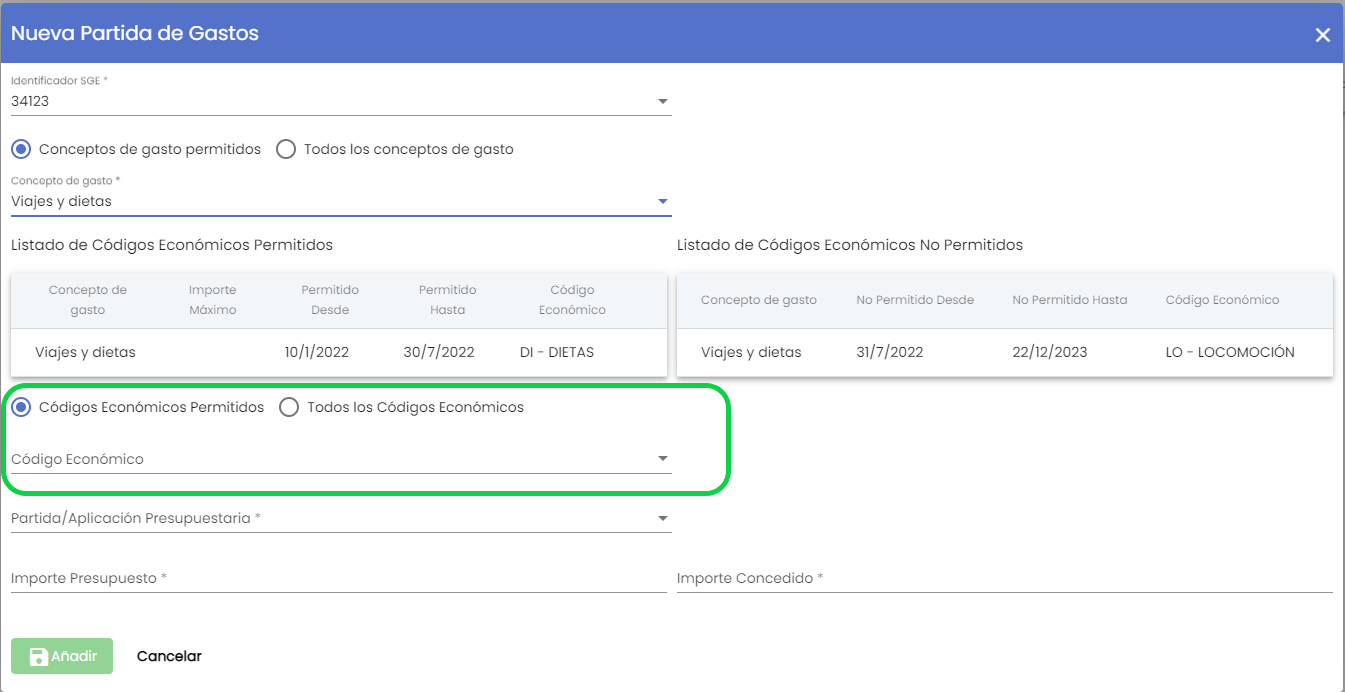 Nueva Partida de Gastos
Identificador SGE *
34123
Conceptos de gasto permitidos Todos los conceptos de gasto
Concepto de gasto *
Viajes y dietas
Listado de Códigos Económicos Permitidos
Concepto de gasto Importe Máximo Permitido Desde Permitido Hasta Código Económico
Viajes y dietas 10/1/2022 30/7/2022 DI - DIETAS
Listado de Códigos Económicos No Permitidos
Concepto de gasto No Permitido Desde No Permitido Hasta Código Económico
Viajes y dietas 31/7/2022 22/12/2023 LO - LOCOMOCIÓN
Códigos Económicos Permitidos Todos los Códigos Económicos
Código Económico
Partida/Aplicación Presupuestaria *
Importe Presupuesto * Importe Concedido *
Añadir Cancelar